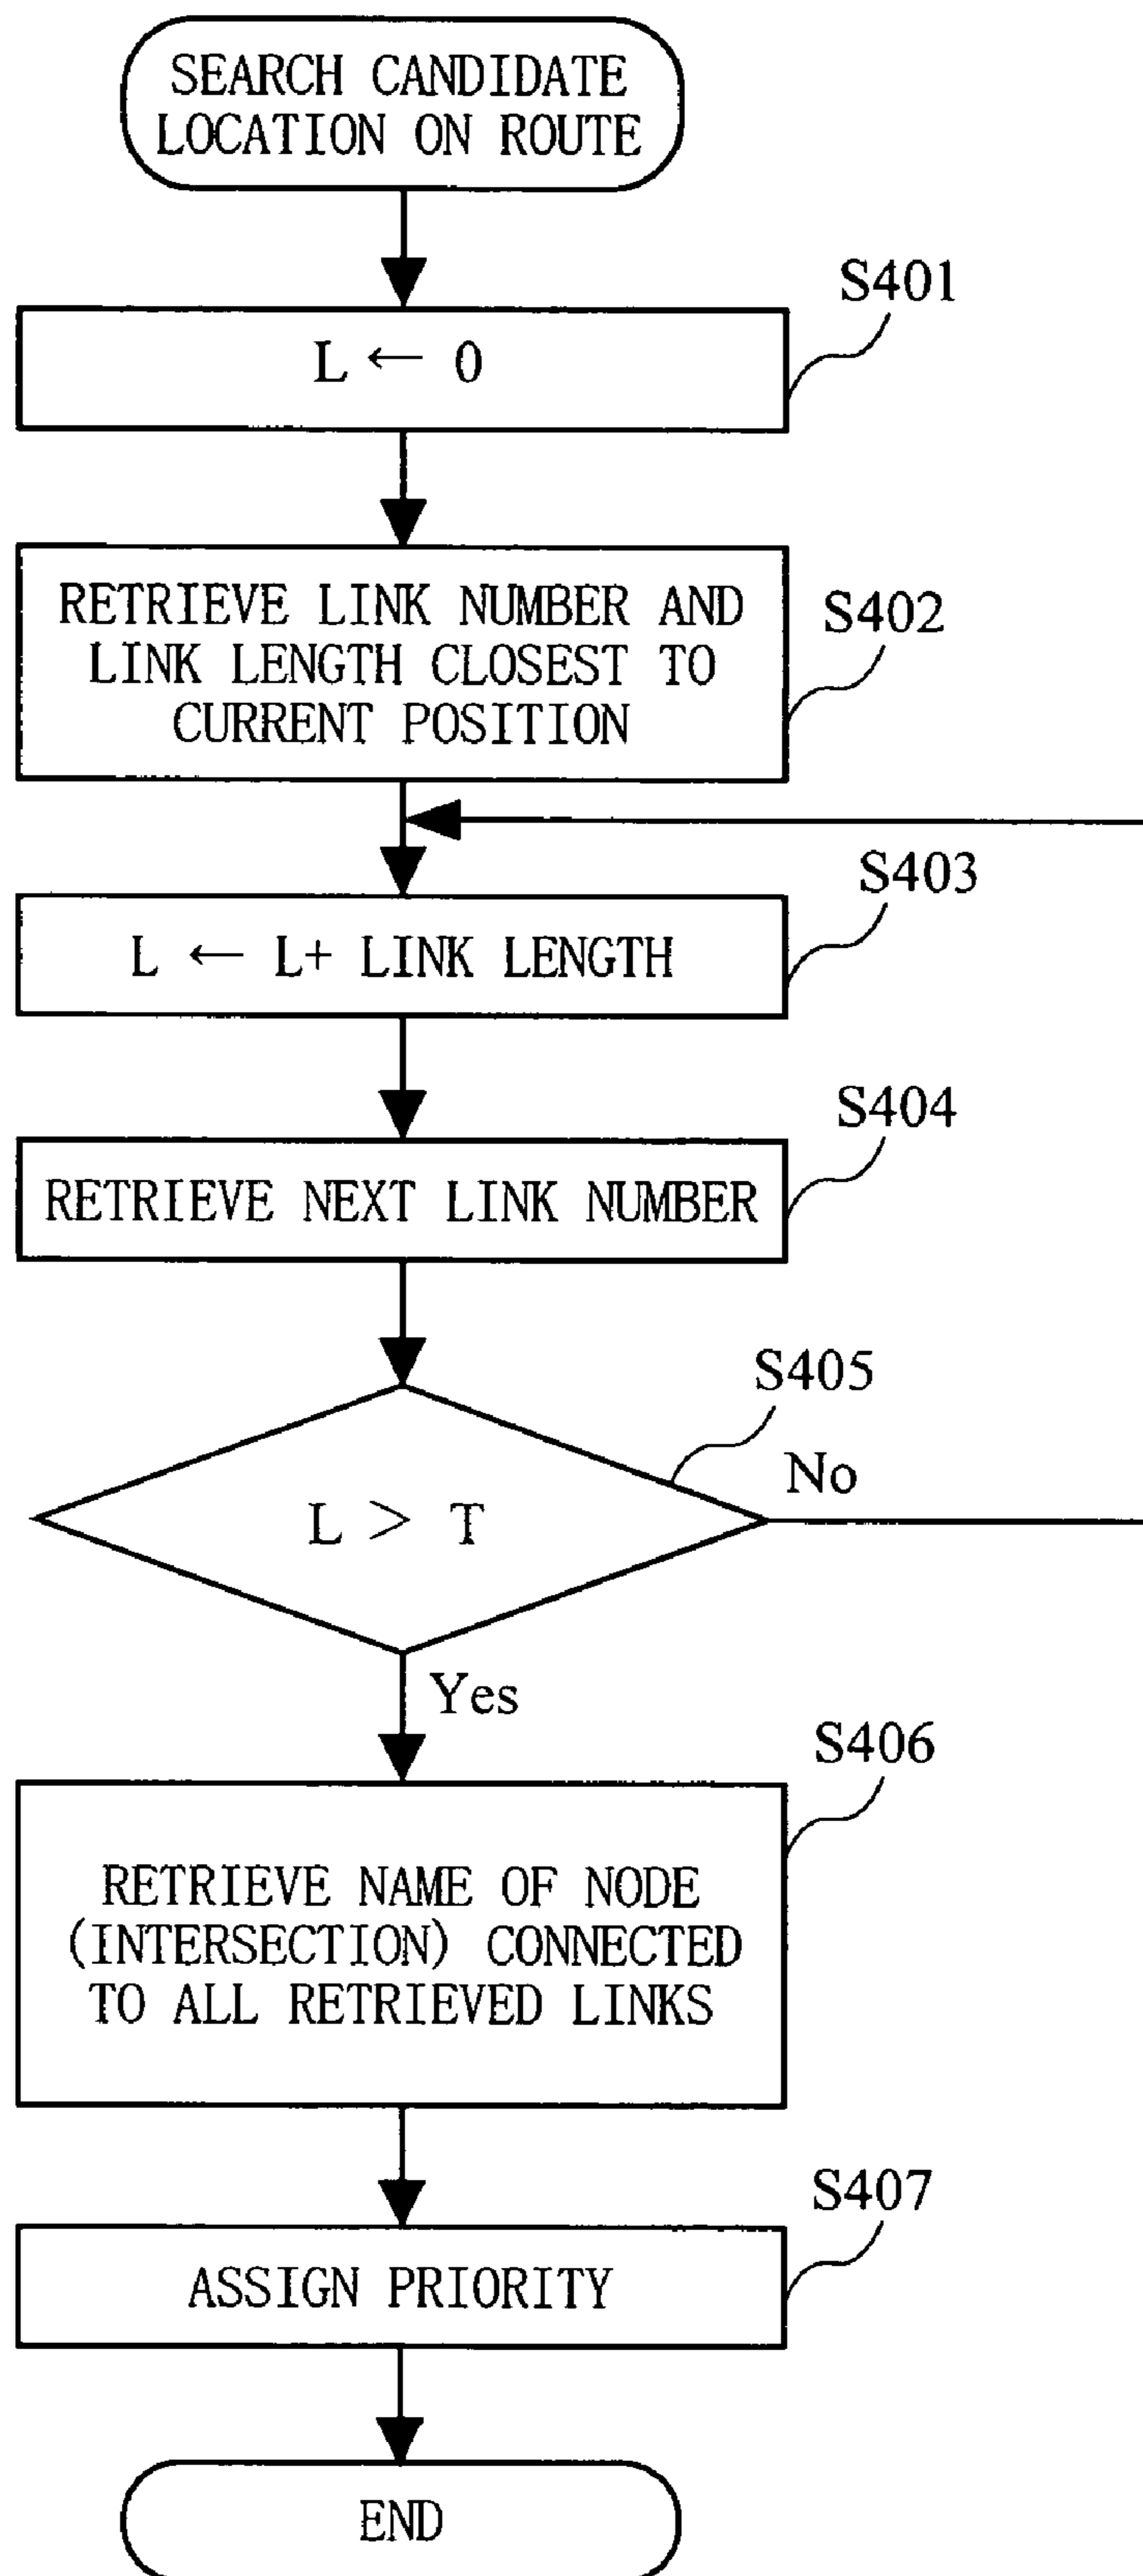 SEARCH CANDIDATE
LOCATION ON ROUTE
S401
L ← 0
S402
RETRIEVE LINK NUMBER AND
LINK LENGTH CLOSEST TO
CURRENT POSITION
S403
L ← L+ LINK LENGTH
S404
RETRIEVE NEXT LINK NUMBER
S405
No
L > T
Yes
S406
RETRIEVE NAME OF NODE
(INTERSECTION) CONNECTED
TO ALL RETRIEVED LINKS
S407
ASSIGN PRIORITY
END